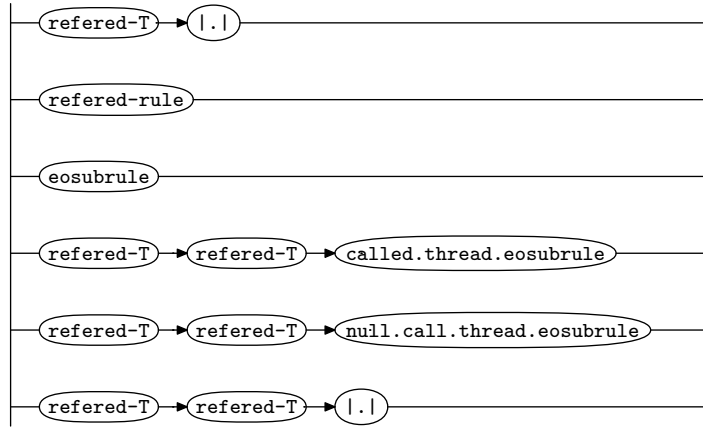 refered-T |.|
refered-rule
eosubrule
refered-T refered-T called.thread.eosubrule
refered-T refered-T null.call.thread.eosubrule
refered-T refered-T |.|